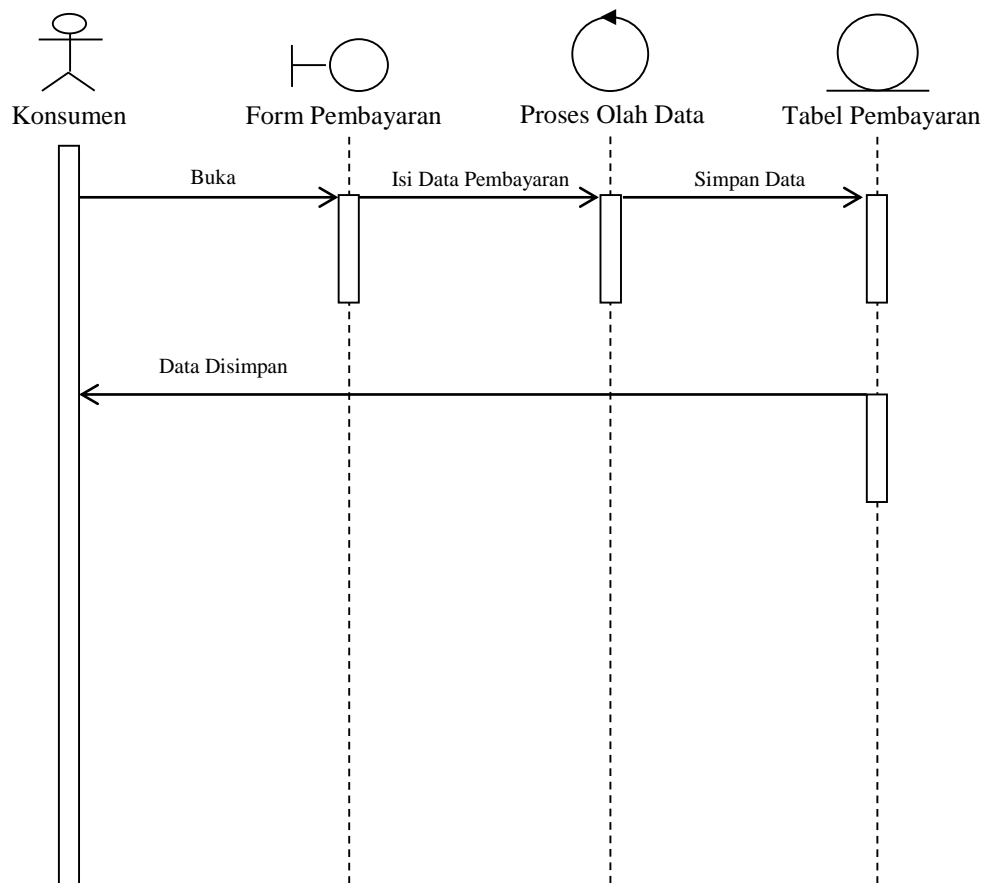 Konsumen
Form Pembayaran
Proses Olah Data
Tabel Pembayaran
Buka
Isi Data Pembayaran
Simpan Data
Data Disimpan